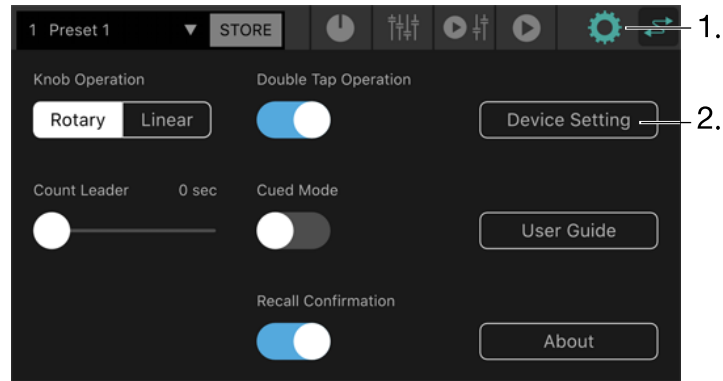 1 Preset 1 ▼ STORE
1.
Knob Operation
Double Tap Operation
Rotary Linear
Device Setting
2.
Count Leader 0 sec
Cued Mode
User Guide
Recall Confirmation
About